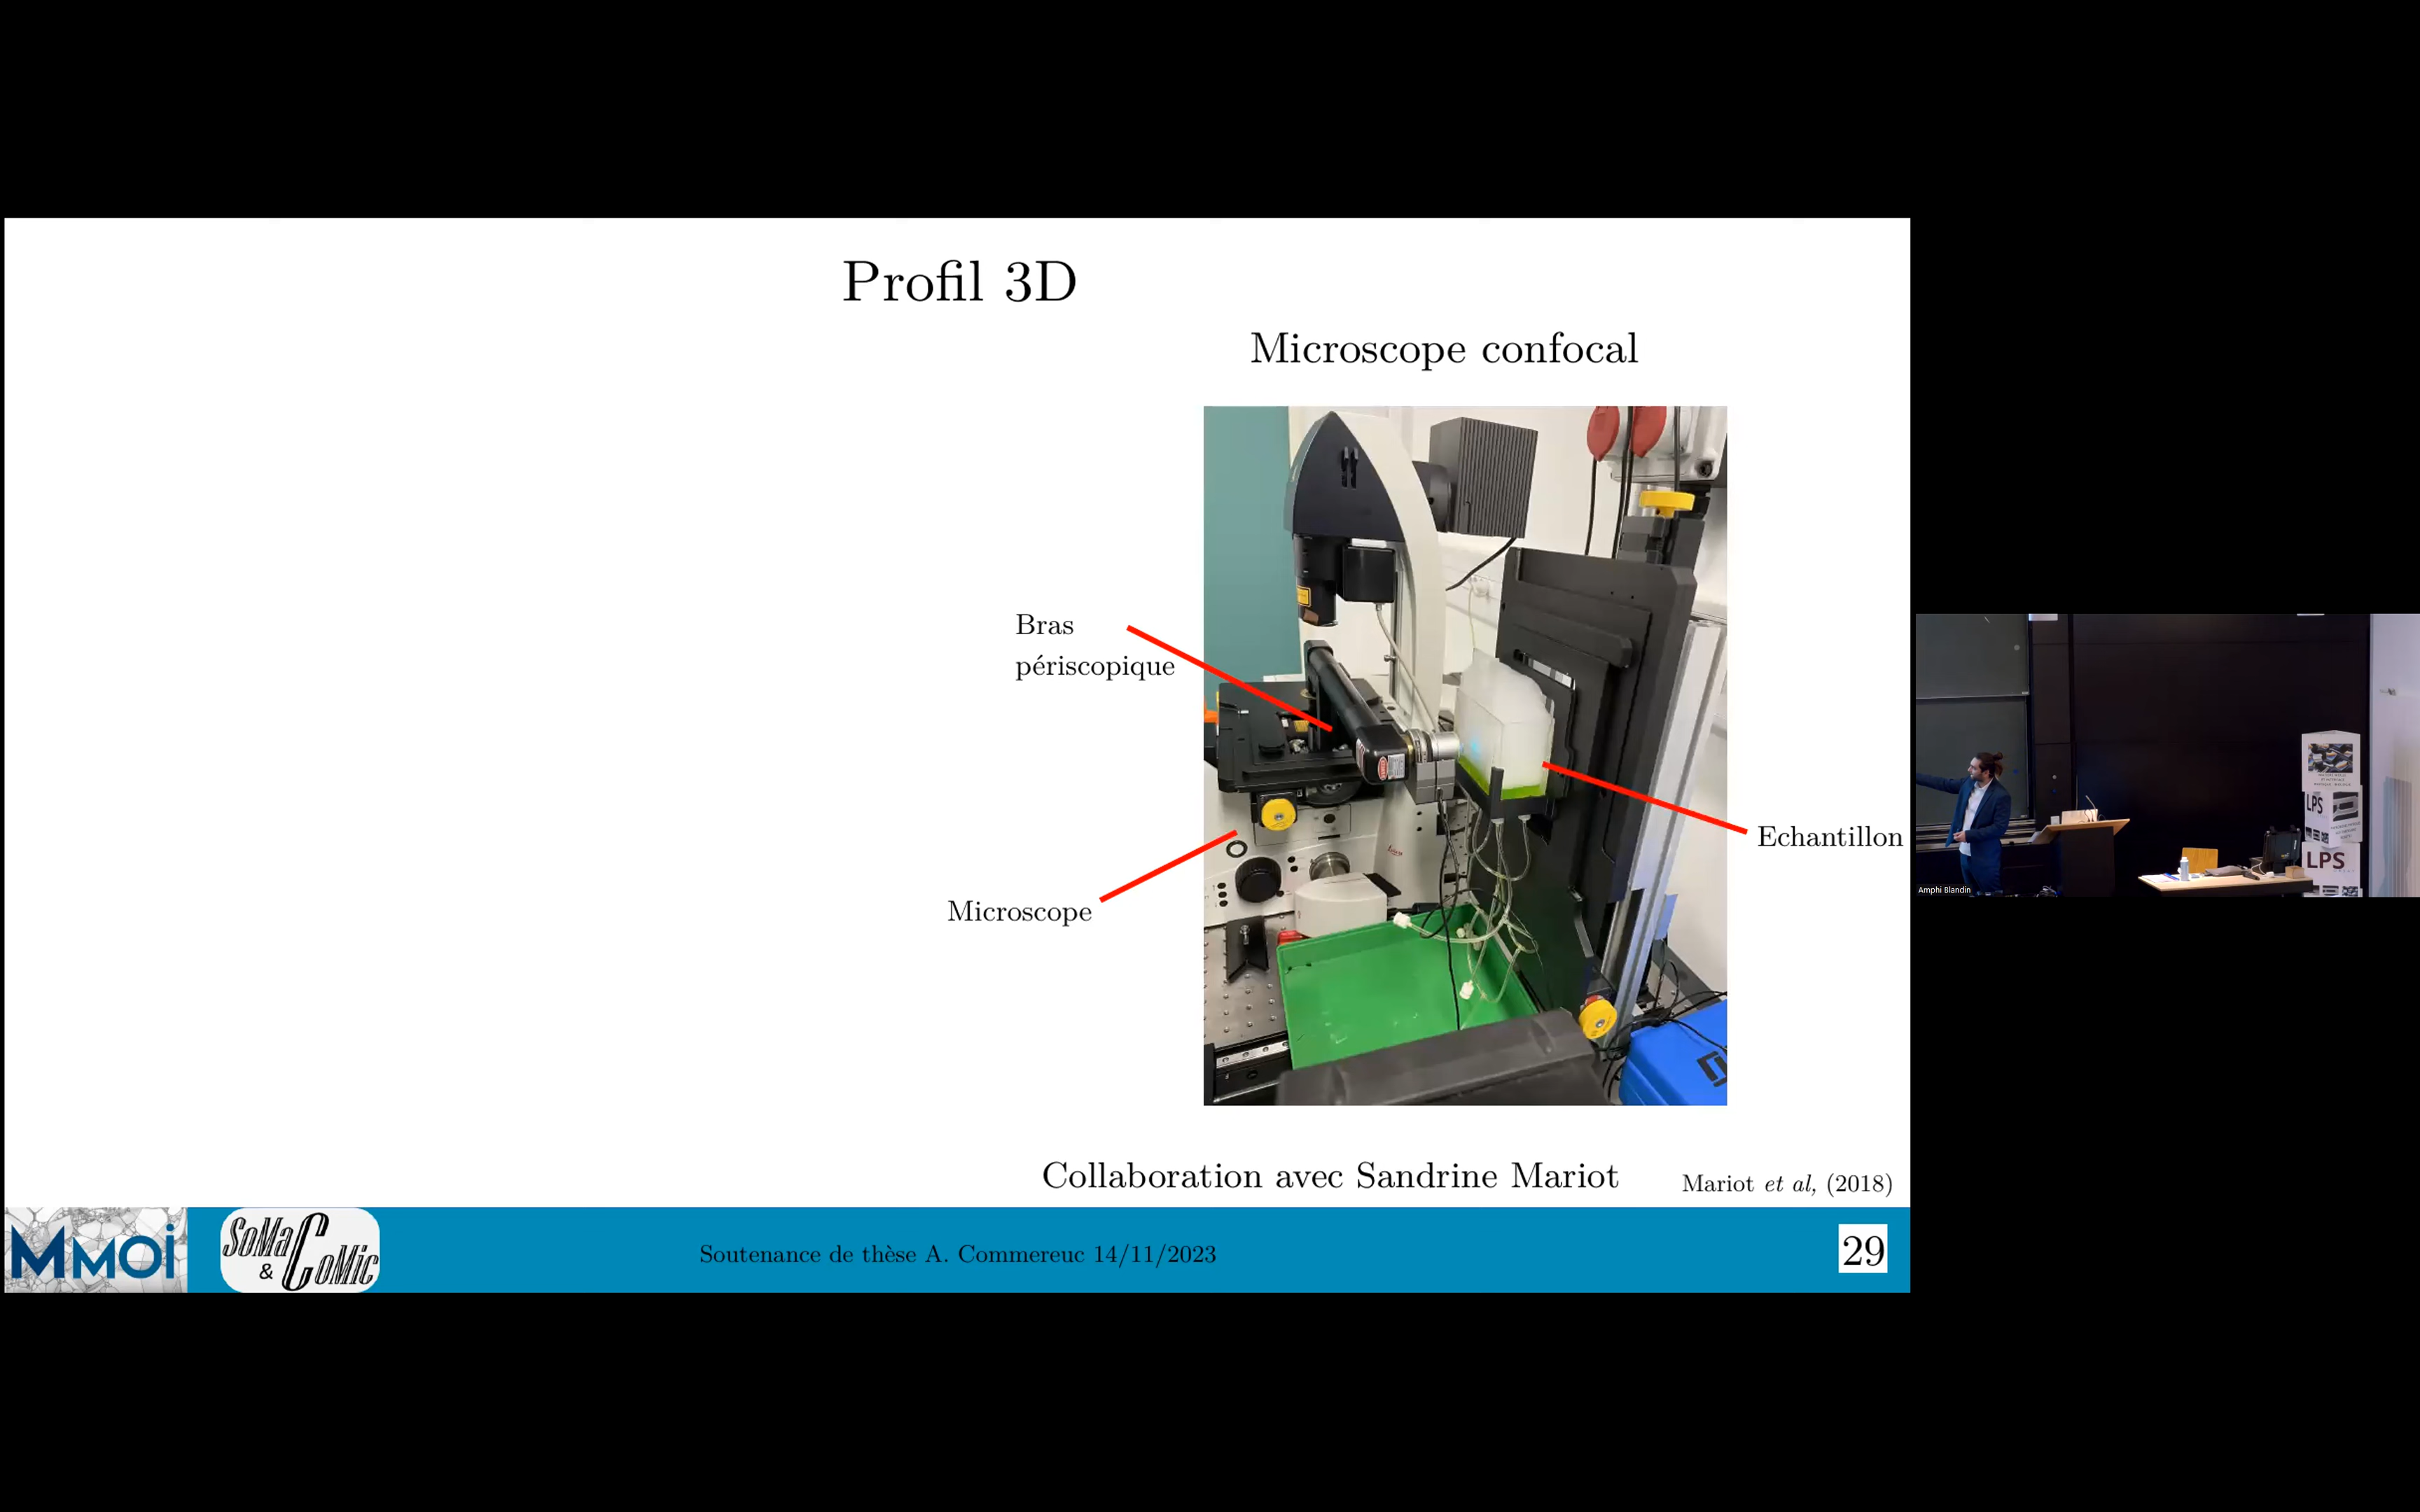 Profil 3D
Microscope confocal
Bras
périscopique
Echantillon
Microscope
Collaboration avec Sandrine Mariot
Mariot et al, (2018)
MMOi
SoMa
& CoMic
Soutenance de thèse A. Commereuc 14/11/2023
29
Amphi Blandin
LPS
LPS